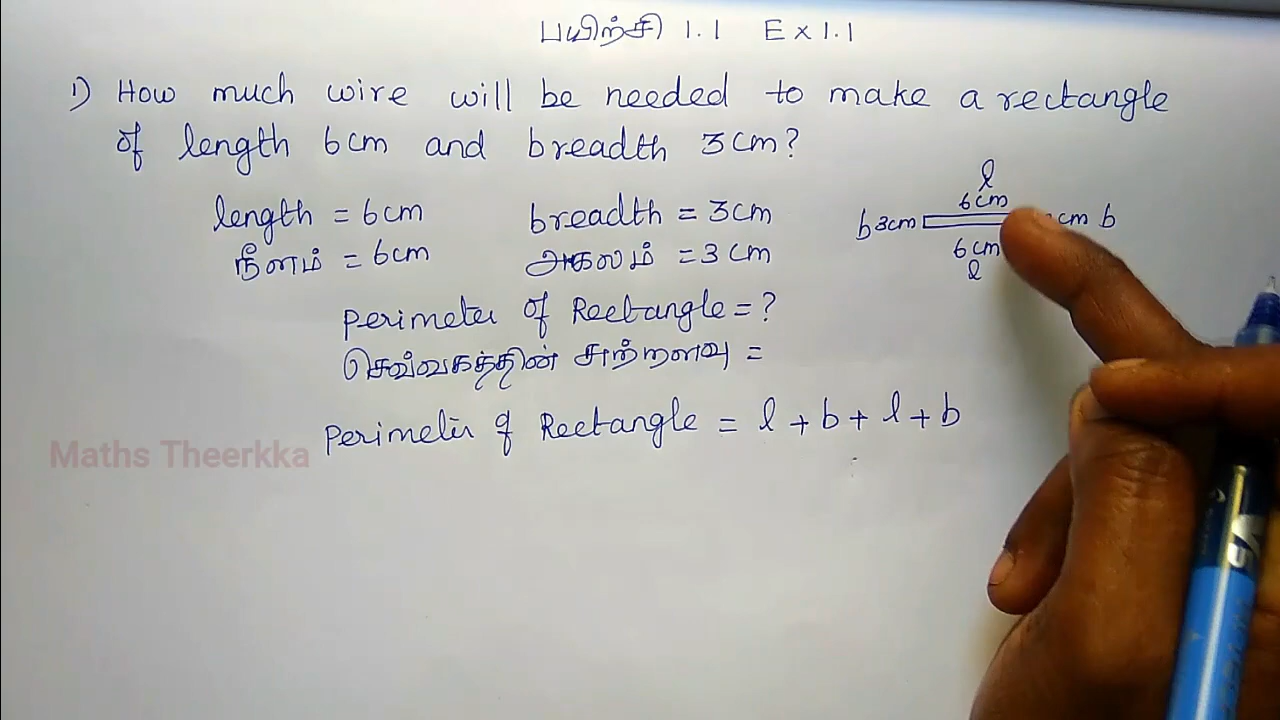 பயிற்சி 1.1 Ex 1.1
1) How much wire will be needed to make a rectangle
of length 6cm and breadth 3cm?
length = 6cm breadth = 3cm
நீளம் = 6cm அகலம் = 3cm
l
6cm
b 3cm cm b
6cm
l
Perimeter of Rectangle = ?
செவ்வகத்தின் சுற்றளவு =
Perimeter of Rectangle = l + b + l + b
Maths Theerkka
V5